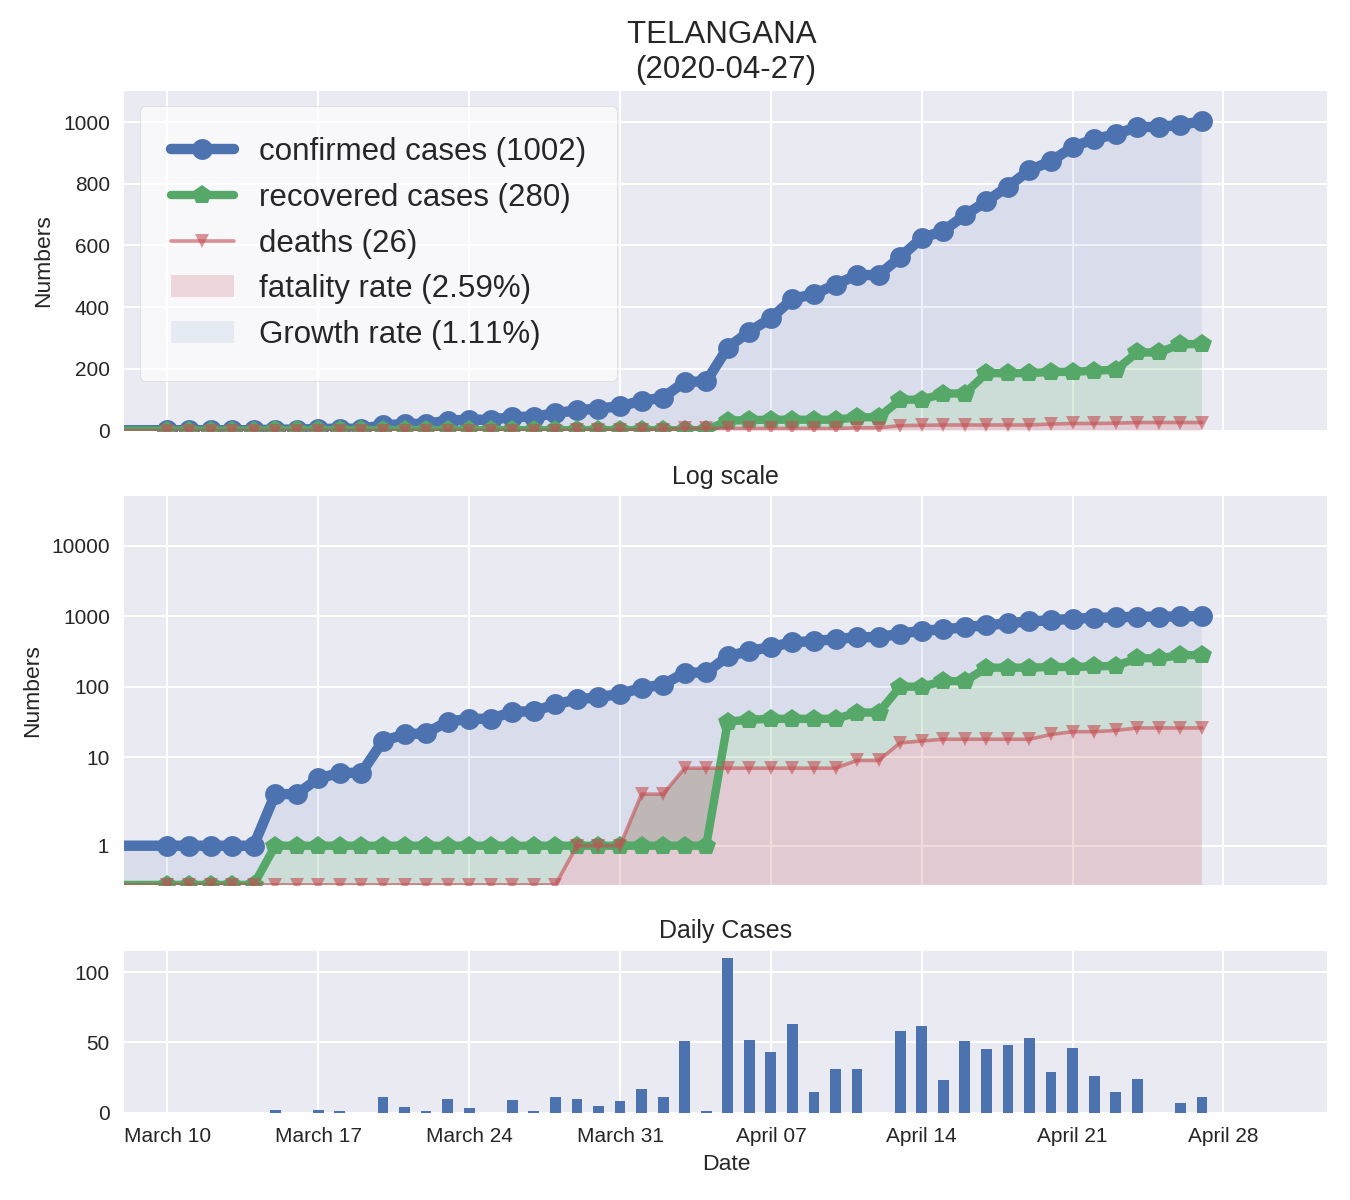 TELANGANA
(2020-04-27)
Numbers
1000
800
600
400
200
0
confirmed cases (1002)
recovered cases (280)
deaths (26)
fatality rate (2.59%)
Growth rate (1.11%)
Log scale
Numbers
10000
1000
100
10
1
Daily Cases
100
50
0
March 10 March 17 March 24 March 31 April 07 April 14 April 21 April 28
Date